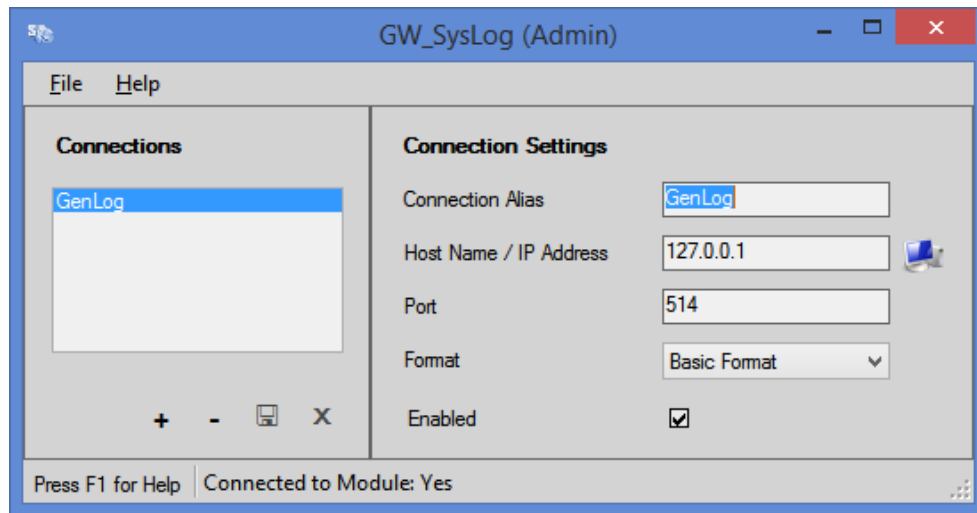 GW_SysLog (Admin)
File Help
Connections
GenLog
+ - X
Connection Settings
Connection Alias GenLog
Host Name / IP Address 127.0.0.1
Port 514
Format Basic Format
Enabled
Press F1 for Help Connected to Module: Yes